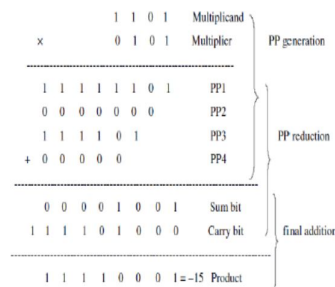 1 1 0 1 Multiplicand
x 0 1 0 1 Multiplier PP generation
1 1 1 1 1 1 0 1 PP1
0 0 0 0 0 0 0 PP2
1 1 1 1 0 1 PP3 PP reduction
+ 0 0 0 0 0 PP4
0 0 0 0 1 0 0 1 Sum bit
1 1 1 1 0 1 0 0 0 Carry bit final addition
1 1 1 1 0 0 0 1 = -15 Product